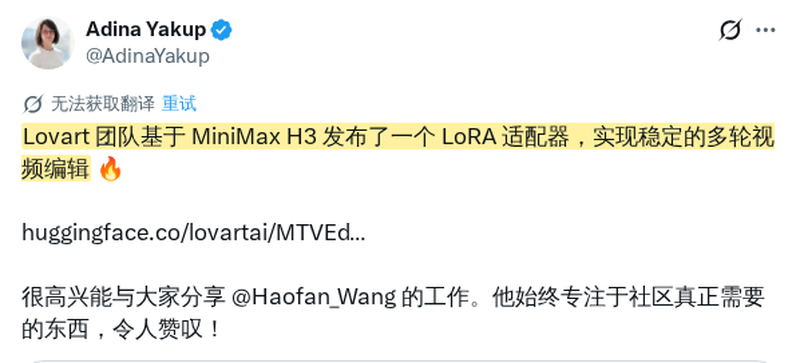 Adina Yakup
@AdinaYakup
无法获取翻译 重试
Lovart 团队基于 MiniMax H3 发布了一个 LoRA 适配器，实现稳定的多轮视
频编辑 🔥
huggingface.co/lovartai/MTVEd...
很高兴能与大家分享 @Haofan_Wang 的工作。他始终专注于社区真正需要
的东西，令人赞叹！